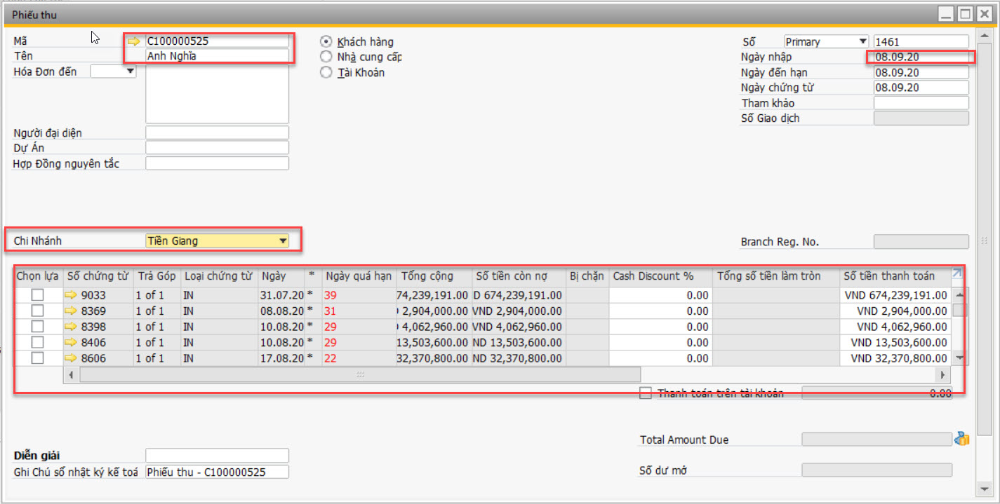 Phiếu thu
Mã C100000525 Khách hàng Số Primary 1461
Tên Anh Nghĩa Nhà cung cấp Ngày nhập 08.09.20
Hóa Đơn đến Tài Khoản Ngày đến hạn 08.09.20
Ngày chứng từ 08.09.20
Tham khảo
Số Giao dịch
Người đại diện
Dự Án
Hợp Đồng nguyên tắc
Chi Nhánh Tiền Giang Branch Reg. No.
Chọn lựa Số chứng từ Trả Góp Loại chứng từ Ngày * Ngày quá hạn Tổng cộng Số tiền còn nợ Bị chặn Cash Discount % Tổng số tiền làm tròn Số tiền thanh toán
9033 1 of 1 IN 31.07.20 * 39 74,239,191.00 D 674,239,191.00 0.00 VND 674,239,191.00
8369 1 of 1 IN 08.08.20 * 31 2,904,000.00 VND 2,904,000.00 0.00 VND 2,904,000.00
8398 1 of 1 IN 10.08.20 * 29 4,062,960.00 VND 4,062,960.00 0.00 VND 4,062,960.00
8406 1 of 1 IN 10.08.20 * 29 13,503,600.00 ND 13,503,600.00 0.00 VND 13,503,600.00
8606 1 of 1 IN 17.08.20 * 22 32,370,800.00 ND 32,370,800.00 0.00 VND 32,370,800.00
Thanh toán trên tài khoản 0.00
Total Amount Due
Diễn giải
Ghi Chú sổ nhật ký kế toá Phiếu thu - C100000525 Số dư mở